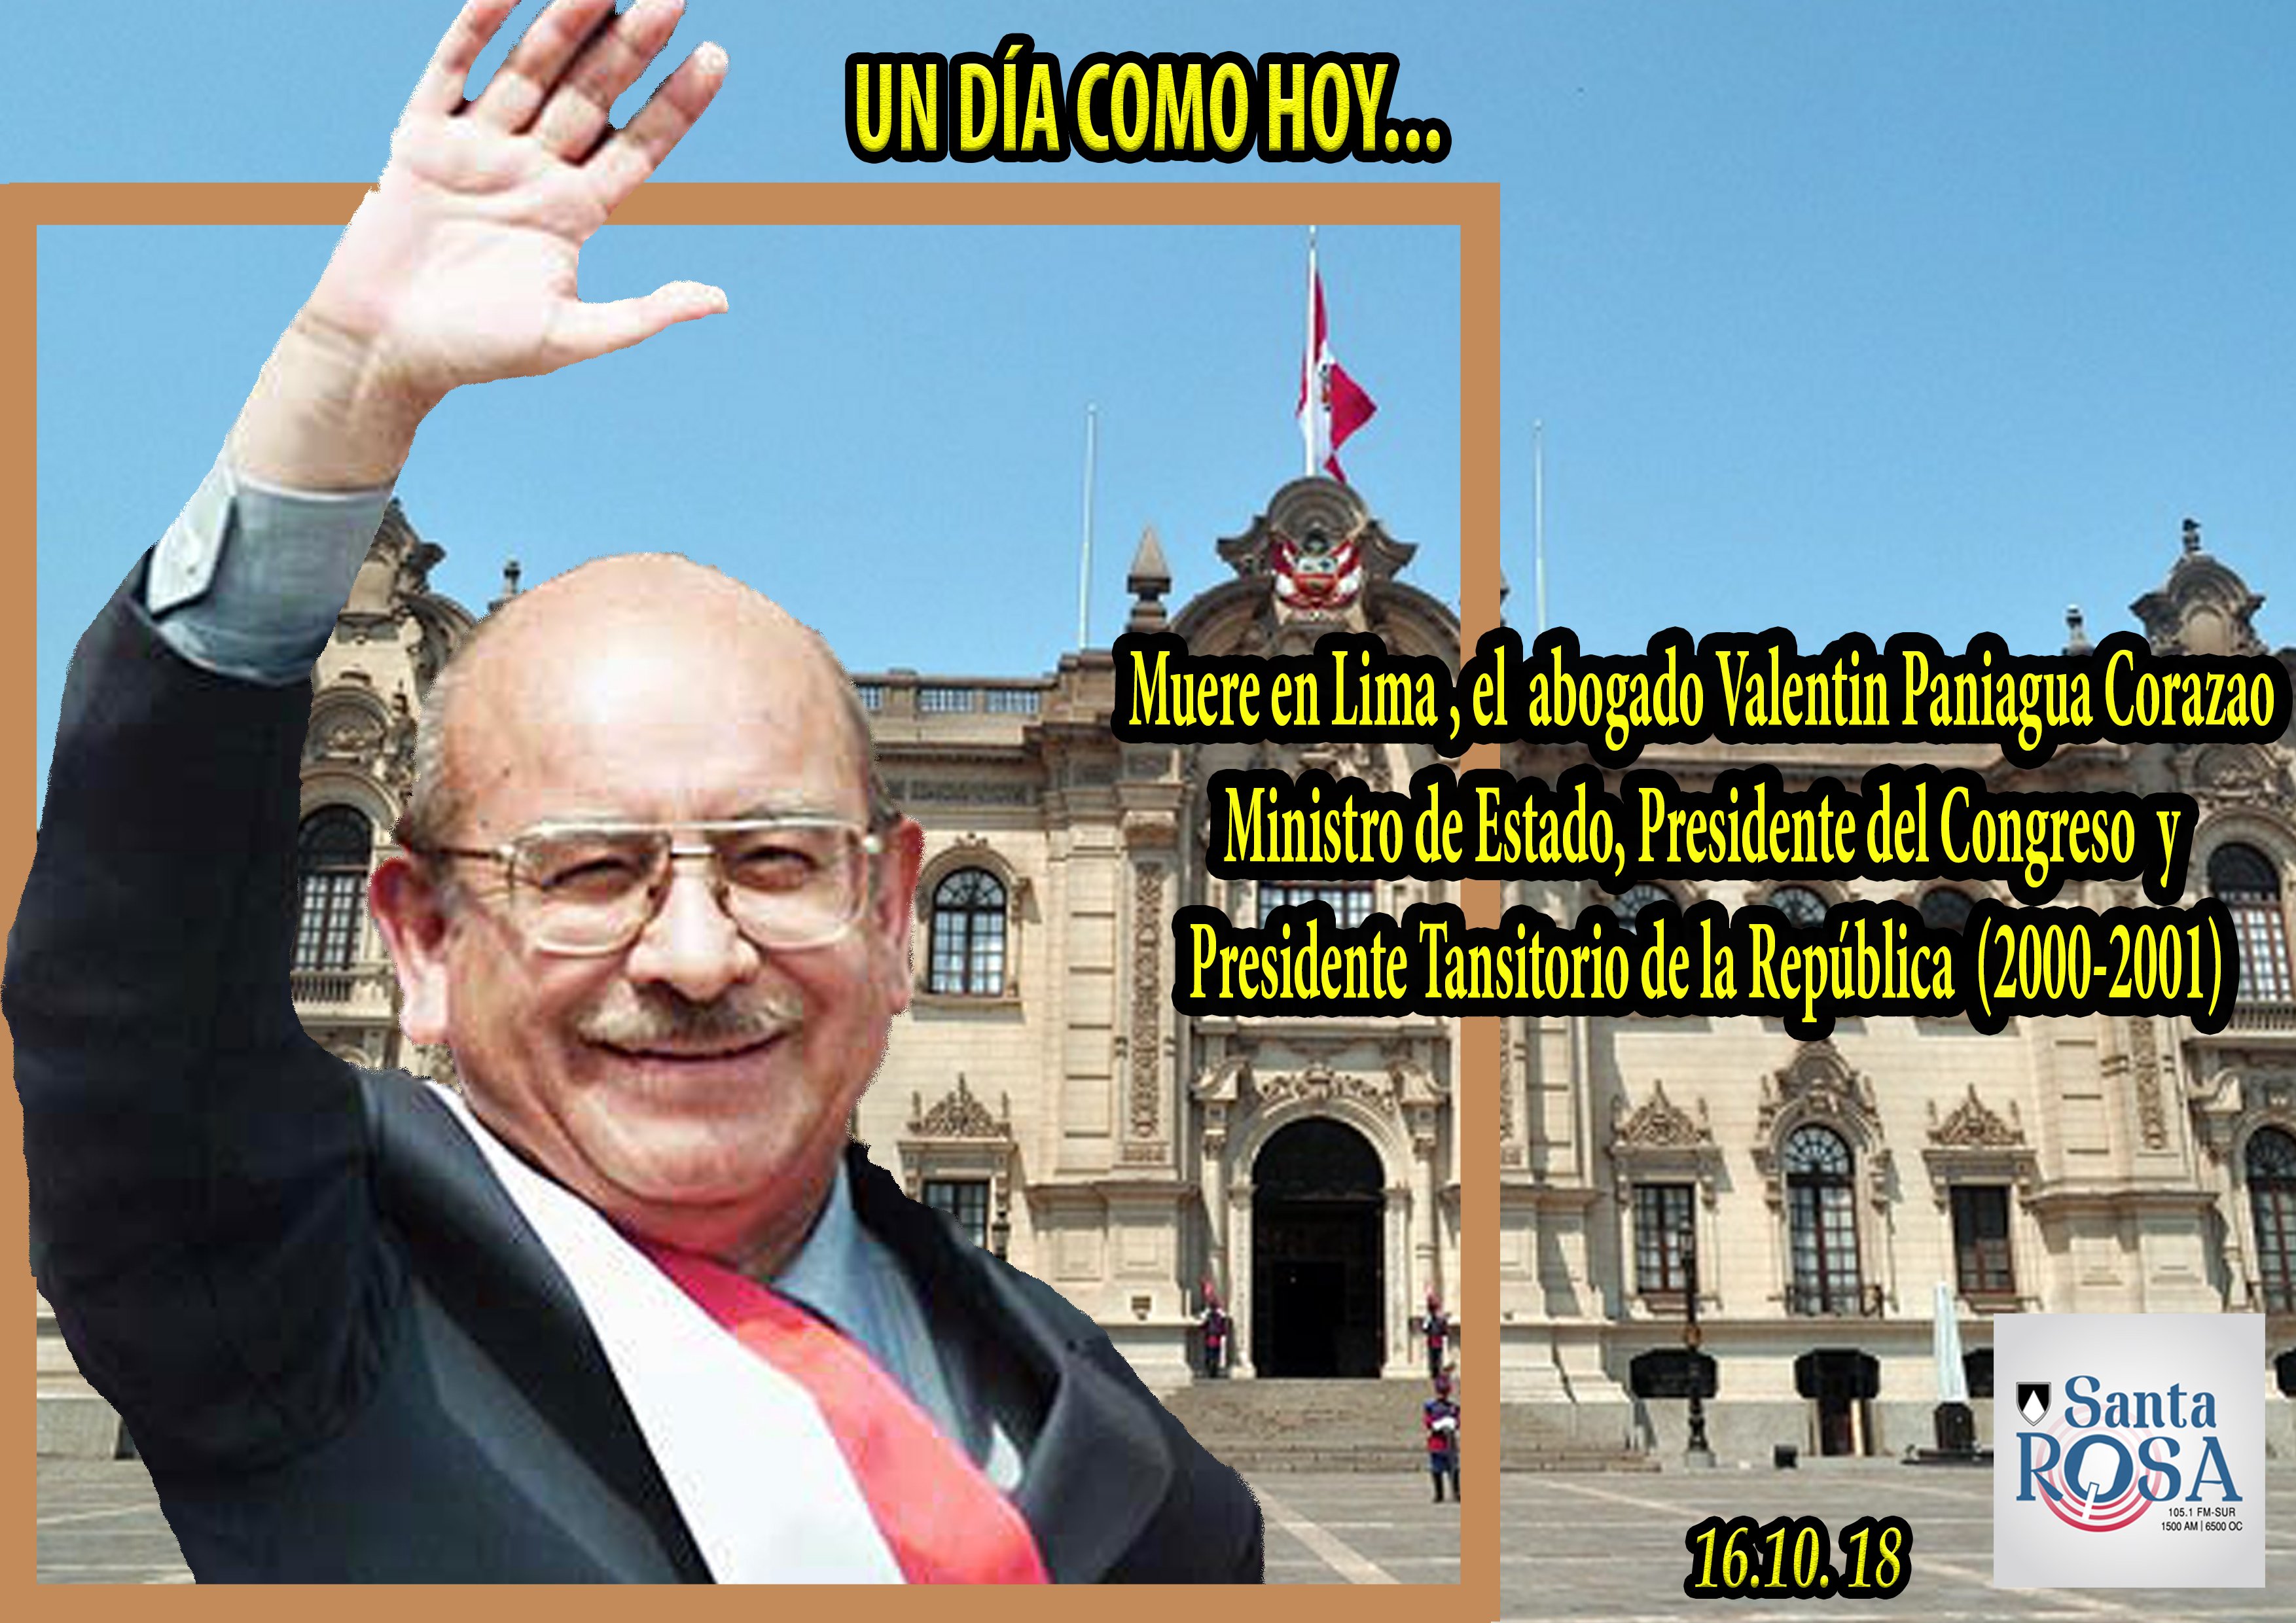 UN DÍA COMO HOY...
Muere en Lima , el abogado Valentin Paniagua Corazao
Ministro de Estado, Presidente del Congreso y
Presidente Tansitorio de la República (2000-2001)
Santa
ROSA
105.1 FM-SUR
1500 AM | 6500 OC
16.10. 18